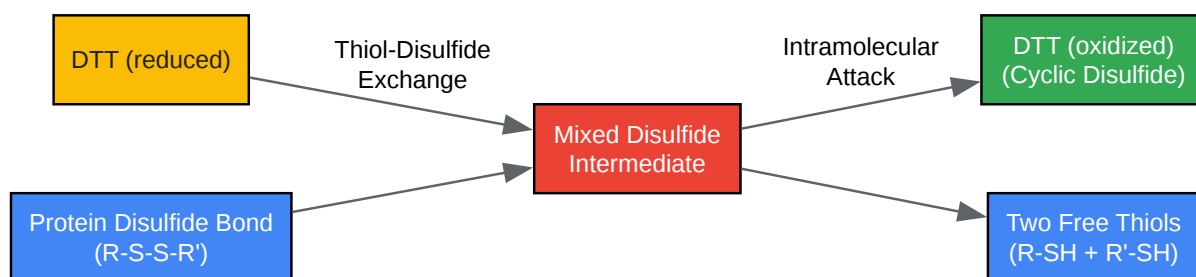 DTT (reduced)
Thiol-Disulfide
Exchange
Intramolecular
Attack
DTT (oxidized)
(Cyclic Disulfide)
Mixed Disulfide
Intermediate
Protein Disulfide Bond
(R-S-S-R')
Two Free Thiols
(R-SH + R'-SH)